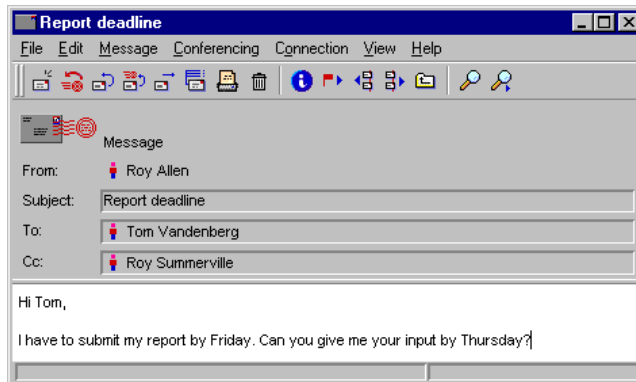 Report deadline
File Edit Message Conferencing Connection View Help
Message
From: Roy Allen
Subject: Report deadline
To: Tom Vandenberg
Cc: Roy Summerville
Hi Tom,
I have to submit my report by Friday. Can you give me your input by Thursday?